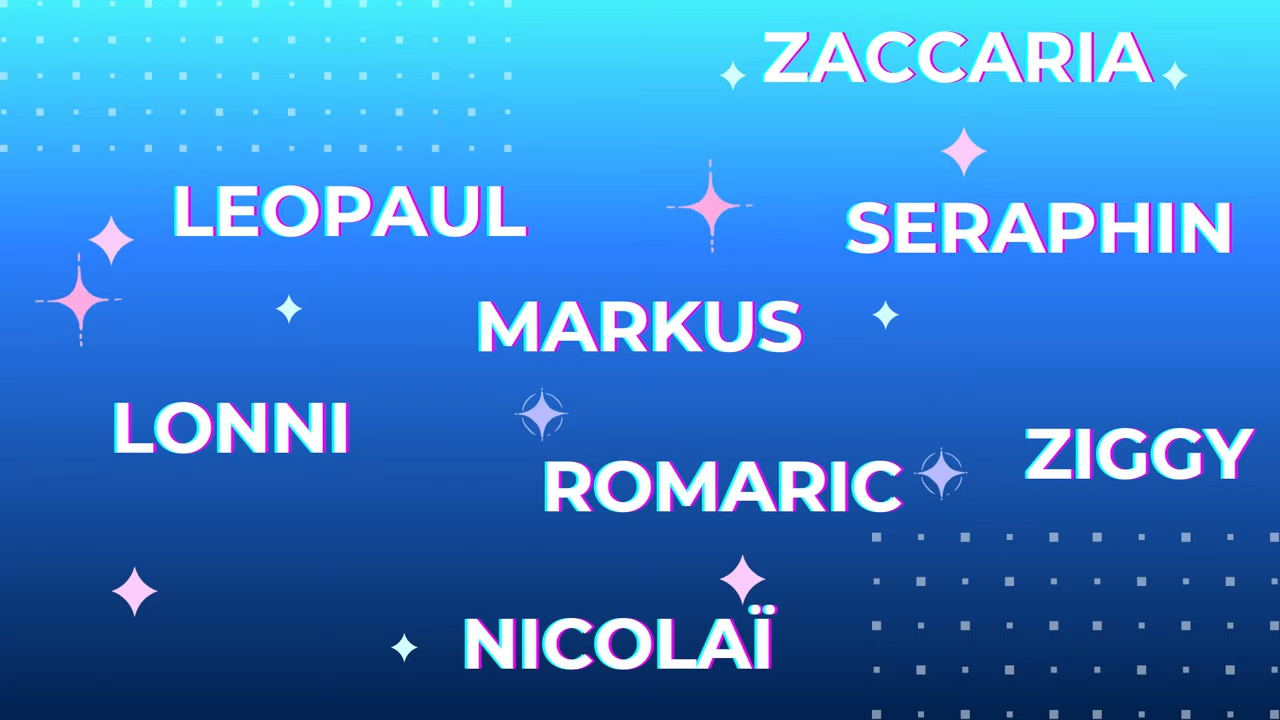 ZACCARIA
LEOPAUL
SERAPHIN
MARKUS
LONNI
ZIGGY
ROMARIC
NICOLAÏ